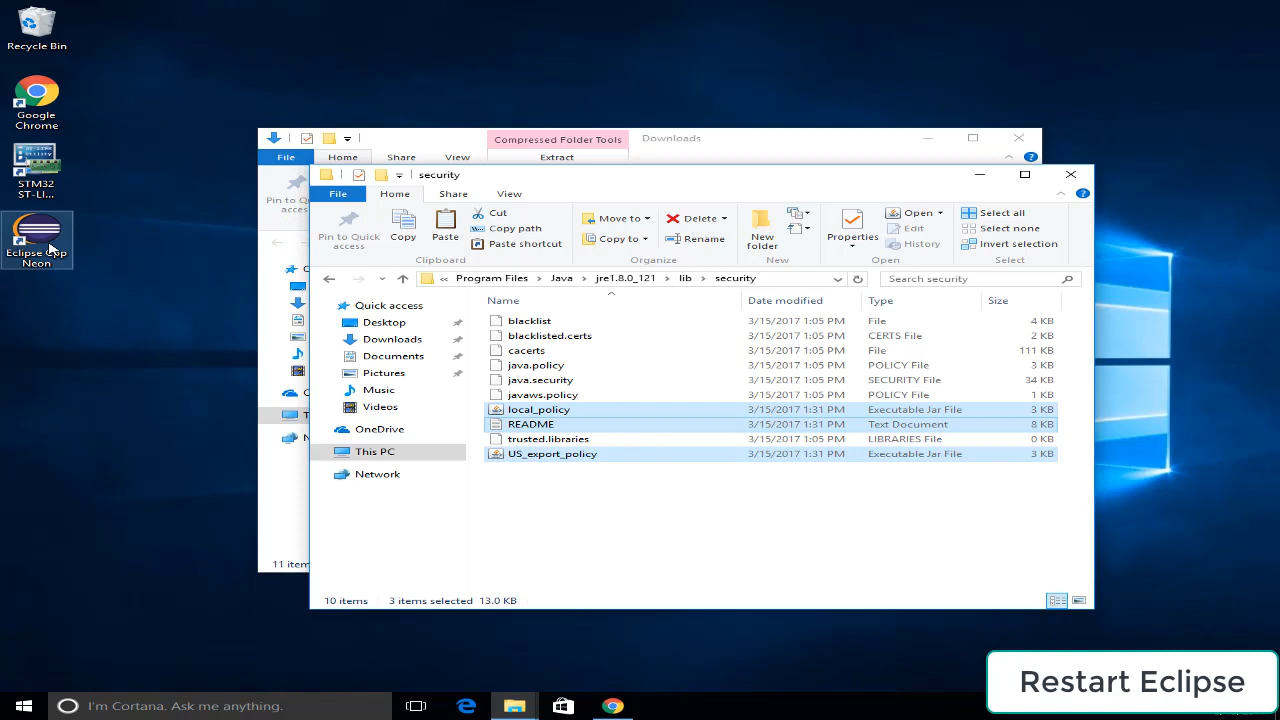 Recycle Bin
Google
Chrome
STM32
ST-LI...
Eclipse Cpp
Neon
Compressed Folder Tools
Downloads
File
Home
Share
View
Extract
Pin to Quick
access
11 items
security
File
Home
Share
View
Pin to Quick
access
Copy
Paste
Cut
Copy path
Paste shortcut
Clipboard
Move to
Copy to
Delete
Rename
Organize
New
folder
New
Properties
Open
Edit
History
Open
Select all
Select none
Invert selection
Select
« Program Files > Java > jre1.8.0_121 > lib > security
Search security
Quick access
Desktop
Downloads
Documents
Pictures
Music
Videos
OneDrive
This PC
Network
Name Date modified Type Size
blacklist 3/15/2017 1:05 PM File 4 KB
blacklisted.certs 3/15/2017 1:05 PM CERTS File 2 KB
cacerts 3/15/2017 1:05 PM File 111 KB
java.policy 3/15/2017 1:05 PM POLICY File 3 KB
java.security 3/15/2017 1:05 PM SECURITY File 34 KB
javaws.policy 3/15/2017 1:05 PM POLICY File 1 KB
local_policy 3/15/2017 1:31 PM Executable Jar File 3 KB
README 3/15/2017 1:31 PM Text Document 8 KB
trusted.libraries 3/15/2017 1:05 PM LIBRARIES File 0 KB
US_export_policy 3/15/2017 1:31 PM Executable Jar File 3 KB
10 items 3 items selected 13.0 KB
Restart Eclipse
I'm Cortana. Ask me anything.